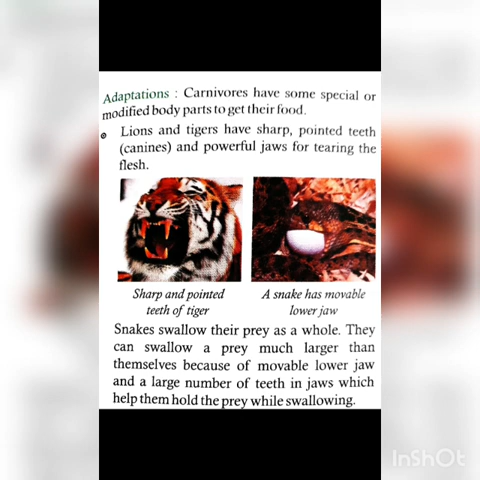 Adaptations : Carnivores have some special or
modified body parts to get their food.
Lions and tigers have sharp, pointed teeth
(canines) and powerful jaws for tearing the
flesh.
Sharp and pointed
teeth of tiger
A snake has movable
lower jaw
Snakes swallow their prey as a whole. They
can swallow a prey much larger than
themselves because of movable lower jaw
and a large number of teeth in jaws which
help them hold the prey while swallowing.
InShOt